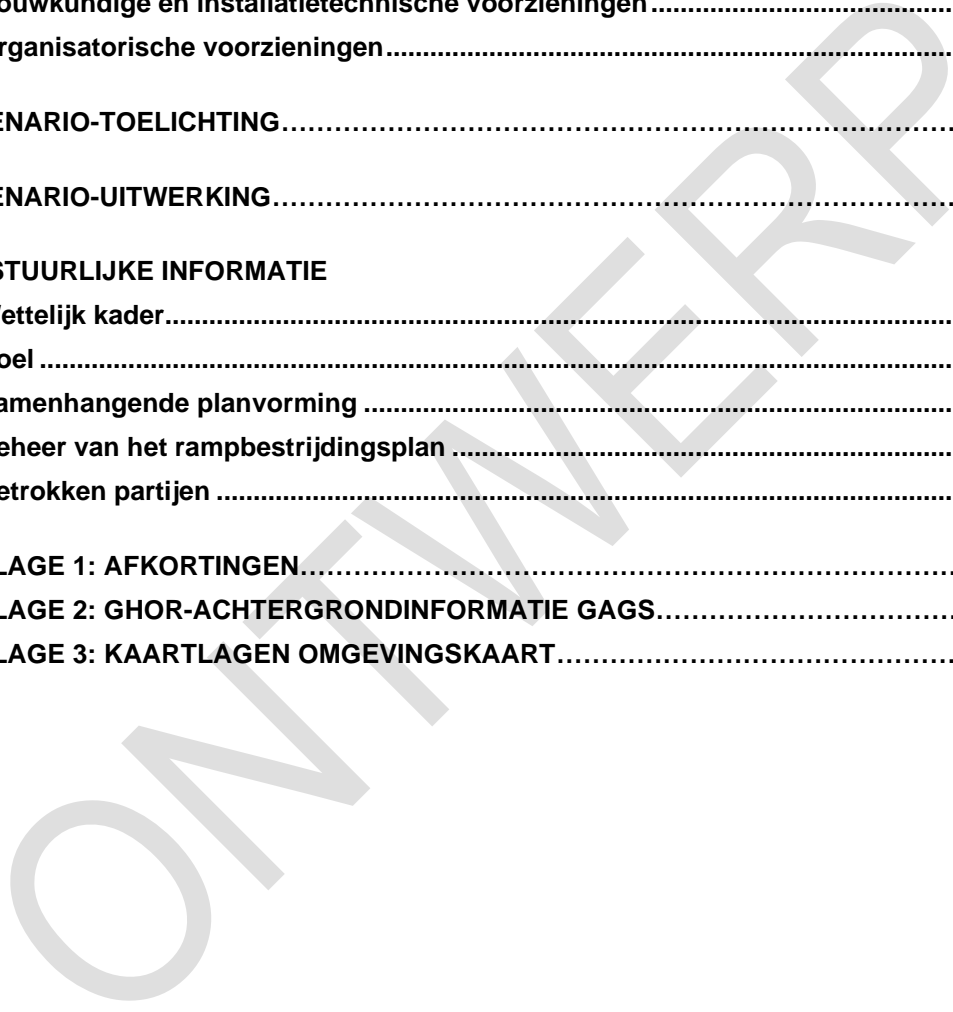 ouwkundige en installatietechnische voorzieningen
rganisatorische voorzieningen
ENARIO-TOELICHTING
ENARIO-UITWERKING
STUURLIJKE INFORMATIE
ettelijk kader
oel
amenhangende planvorming
eheer van het rampbestrijdingsplan
etrokken partijen
LAGE 1: AFKORTINGEN
LAGE 2: GHOR-ACHTERGRONDINFORMATIE GAGS
LAGE 3: KAARTLAGEN OMGEVINGSKAART
ONTWERP